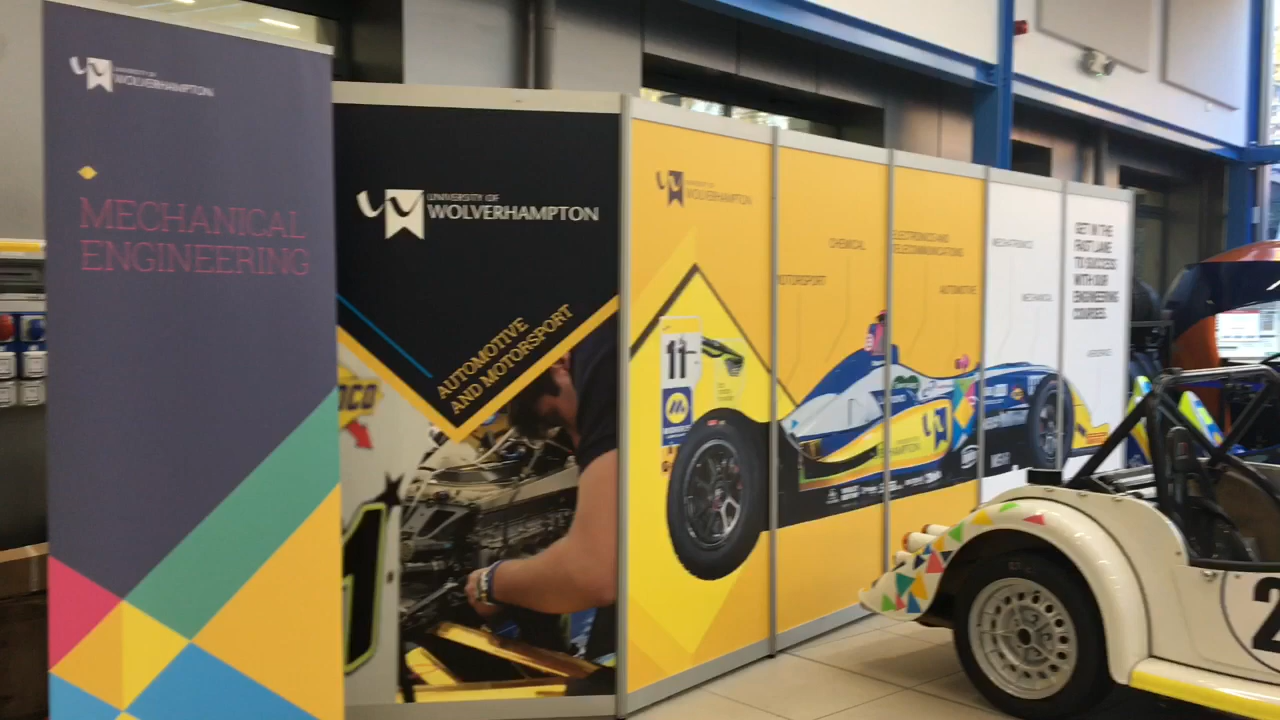 UNIVERSITY OF
WOLVERHAMPTON
MECHANICAL
ENGINEERING
UNIVERSITY OF
WOLVERHAMPTON
AUTOMOTIVE
AND MOTORSPORT
UNIVERSITY OF
WOLVERHAMPTON
11
MOTORSPORT
CHEMICAL
ELECTRONICS AND
TELECOMMUNICATIONS
AUTOMOTIVE
MECHATRONICS
MECHANICAL
GET IN THE
FAST LANE
TO SUCCESS
WITH OUR
ENGINEERING
COURSES
AEROSPACE
2